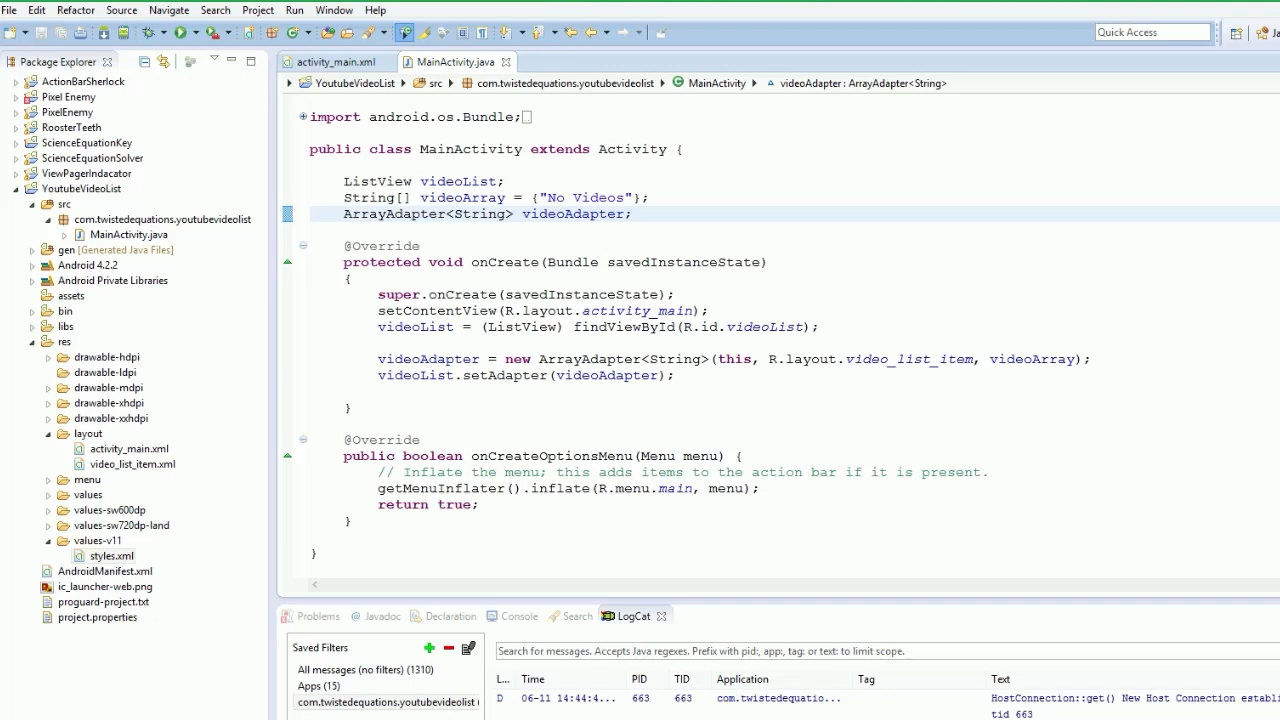 File Edit Refactor Source Navigate Search Project Run Window Help
Quick Access
Ja
Package Explorer
activity_main.xml MainActivity.java
ActionBarSherlock
Pixel Enemy
PixelEnemy
RoosterTeeth
ScienceEquationKey
ScienceEquationSolver
ViewPagerIndacator
YoutubeVideoList
src
com.twistedequations.youtubevideolist
MainActivity.java
gen [Generated Java Files]
Android 4.2.2
Android Private Libraries
assets
bin
libs
res
drawable-hdpi
drawable-ldpi
drawable-mdpi
drawable-xhdpi
drawable-xxhdpi
layout
activity_main.xml
video_list_item.xml
menu
values
values-sw600dp
values-sw720dp-land
values-v11
styles.xml
AndroidManifest.xml
ic_launcher-web.png
proguard-project.txt
project.properties
YoutubeVideoList src com.twistedequations.youtubevideolist MainActivity videoAdapter : ArrayAdapter<String>
import android.os.Bundle;
public class MainActivity extends Activity {
ListView videoList;
String[] videoArray = {"No Videos"};
ArrayAdapter<String> videoAdapter;
@Override
protected void onCreate(Bundle savedInstanceState)
{
super.onCreate(savedInstanceState);
setContentView(R.layout.activity_main);
videoList = (ListView) findViewById(R.id.videoList);
videoAdapter = new ArrayAdapter<String>(this, R.layout.video_list_item, videoArray);
videoList.setAdapter(videoAdapter);
}
@Override
public boolean onCreateOptionsMenu(Menu menu) {
// Inflate the menu; this adds items to the action bar if it is present.
getMenuInflater().inflate(R.menu.main, menu);
return true;
}
}
Problems @ Javadoc Declaration Console Search LogCat
Saved Filters
All messages (no filters) (1310)
Apps (15)
com.twistedequations.youtubevideolist (
Search for messages. Accepts Java regexes. Prefix with pid:, app:, tag: or text: to limit scope.
L... Time PID TID Application Tag Text
D 06-11 14:44:4... 663 663 com.twistedequatio... HostConnection::get() New Host Connection establi
tid 663